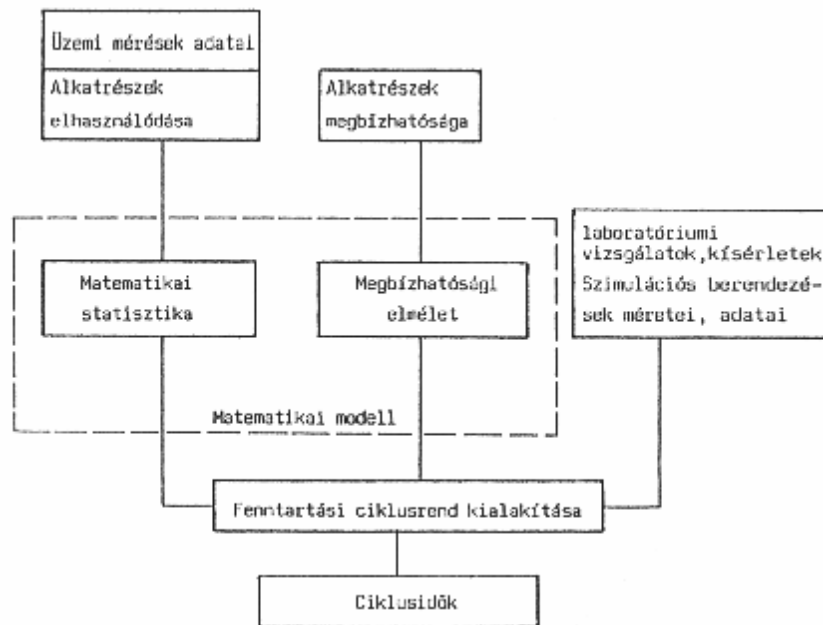 Üzemi mérések adatai
Alkatrészek
elhasználódása
Alkatrészek
megbízhatósága
laboratóriumi
vizsgálatok,kísérletek
Szimulációs berendezé-
sek méretei, adatai
Matematikai
statisztika
Megbízhatósági
elmélet
Matematikai modell
Fenntartási ciklusrend kialakítása
Ciklusidők